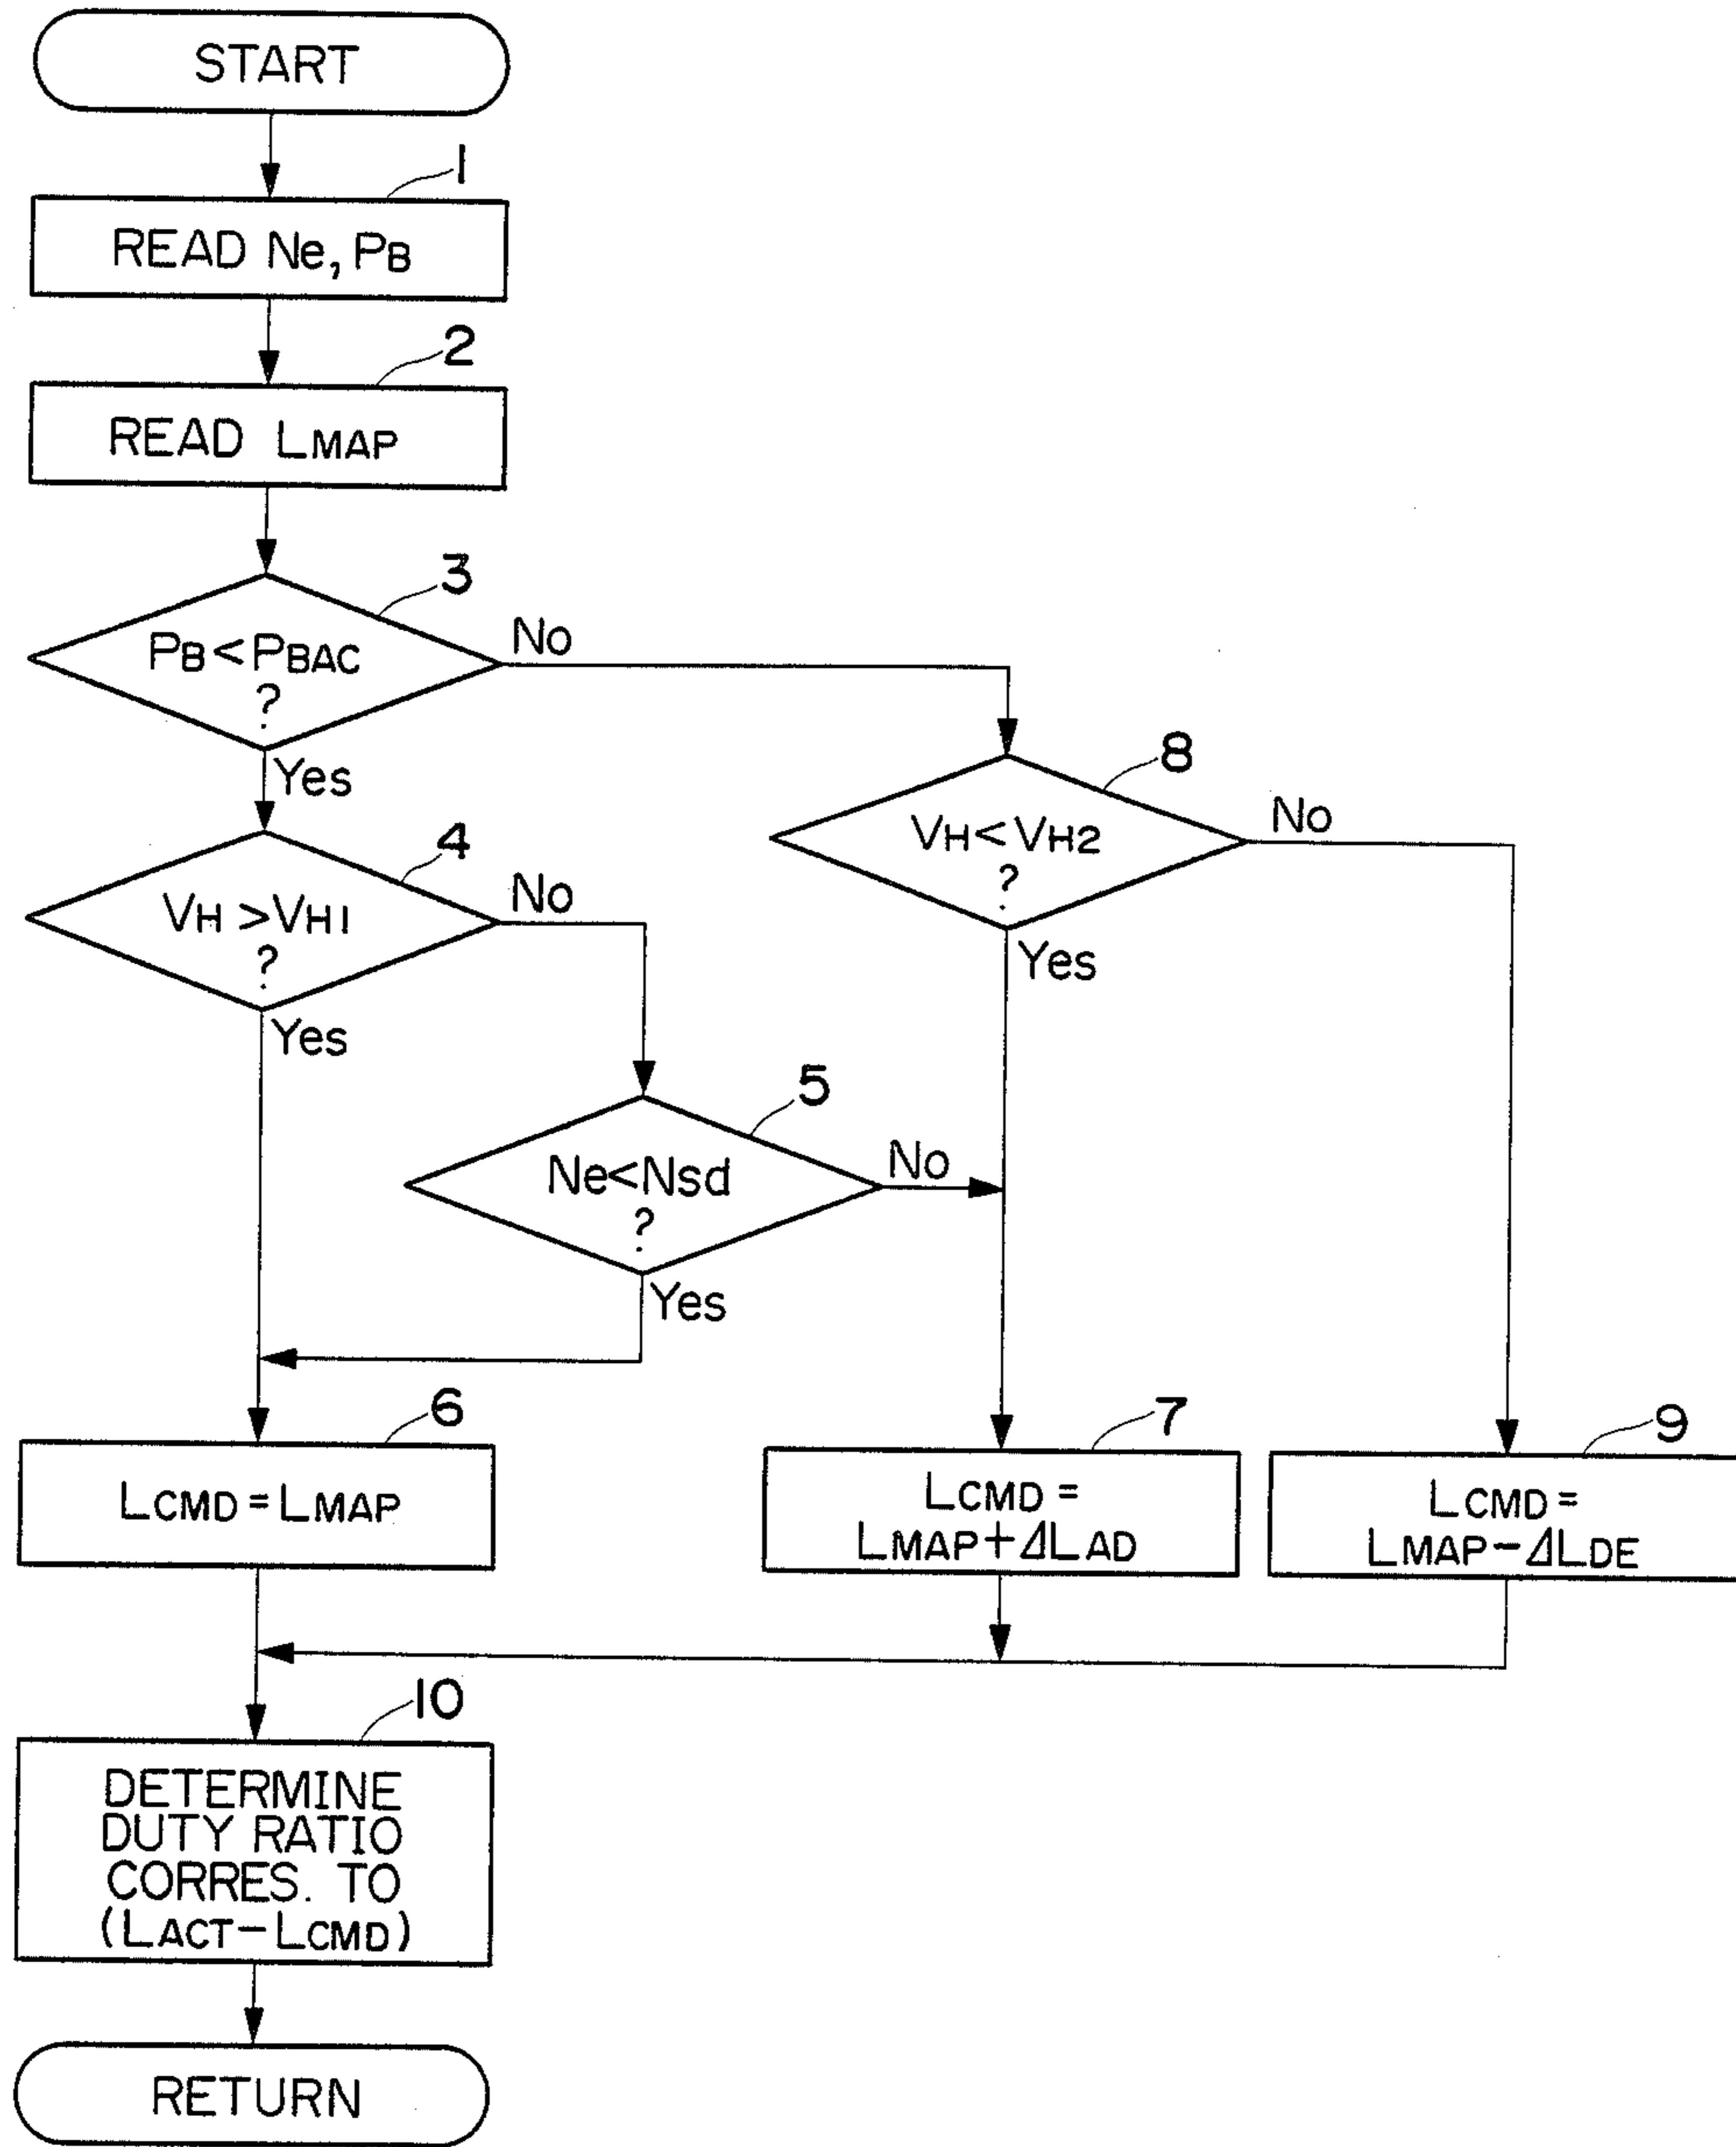 START
1
READ Ne, PB
2
READ LMAP
3
PB<PBAC
?
No
Yes
4
VH>VH1
?
No
Yes
8
VH<VH2
?
No
Yes
5
Ne<Nsd
?
No
Yes
6
LCMD=LMAP
7
LCMD=
LMAP+ΔLAD
9
LCMD=
LMAP-ΔLDE
10
DETERMINE
DUTY RATIO
CORRES. TO
(LACT-LCMD)
RETURN